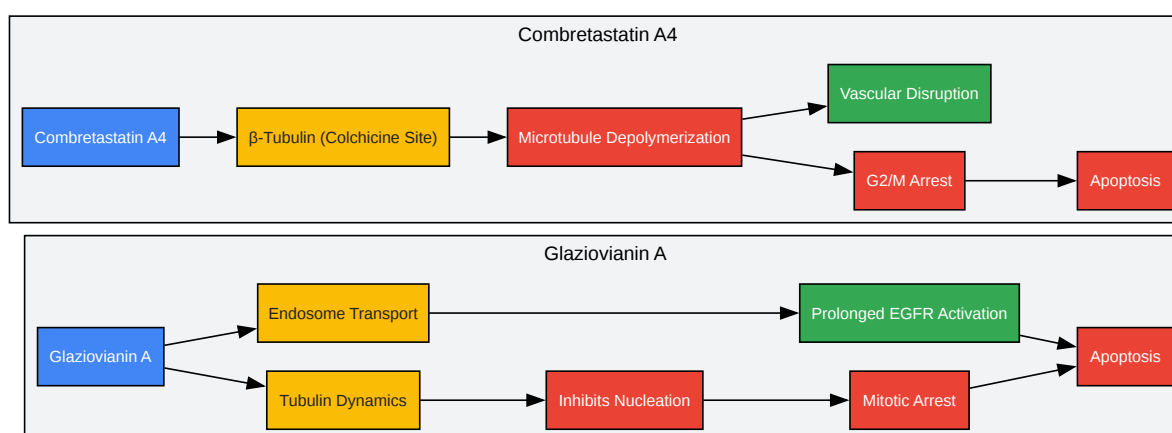 Combretastatin A4
Combretastatin A4
β-Tubulin (Colchicine Site)
Microtubule Depolymerization
Vascular Disruption
G2/M Arrest
Apoptosis
Glaziovianin A
Glaziovianin A
Endosome Transport
Prolonged EGFR Activation
Tubulin Dynamics
Inhibits Nucleation
Mitotic Arrest
Apoptosis